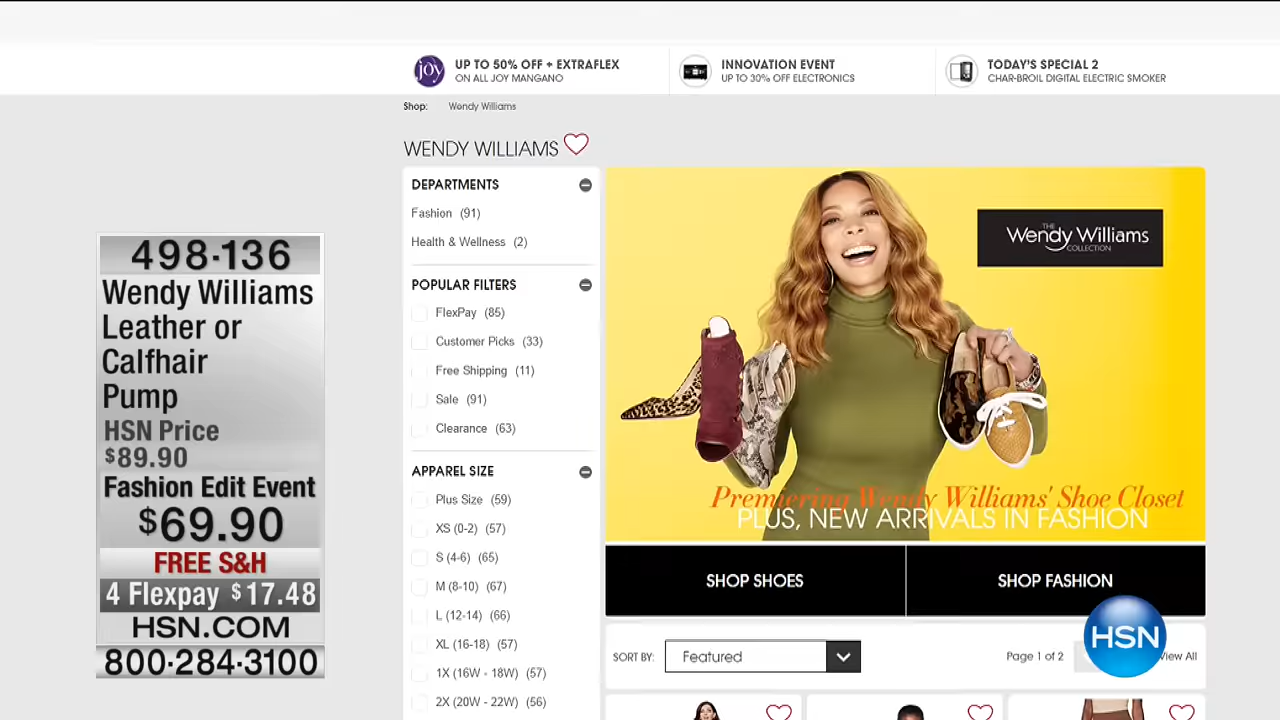 joy
UP TO 50% OFF + EXTRAFLEX
ON ALL JOY MANGANO
INNOVATION EVENT
UP TO 30% OFF ELECTRONICS
TODAY'S SPECIAL 2
CHAR-BROIL DIGITAL ELECTRIC SMOKER
Shop: Wendy Williams
WENDY WILLIAMS
DEPARTMENTS
Fashion (91)
Health & Wellness (2)
POPULAR FILTERS
FlexPay (85)
Customer Picks (33)
Free Shipping (11)
Sale (91)
Clearance (63)
APPAREL SIZE
Plus Size (59)
XS (0-2) (57)
S (4-6) (65)
M (8-10) (67)
L (12-14) (66)
XL (16-18) (57)
1X (16W - 18W) (57)
2X (20W - 22W) (56)
THE
Wendy Williams
COLLECTION
Premiering Wendy Williams' Shoe Closet
PLUS, NEW ARRIVALS IN FASHION
SHOP SHOES
SHOP FASHION
SORT BY: Featured
Page 1 of 2
View All
HSN
498-136
Wendy Williams
Leather or
Calfhair
Pump
HSN Price
$89.90
Fashion Edit Event
$69.90
FREE S&H
4 Flexpay $17.48
HSN.COM
800-284-3100